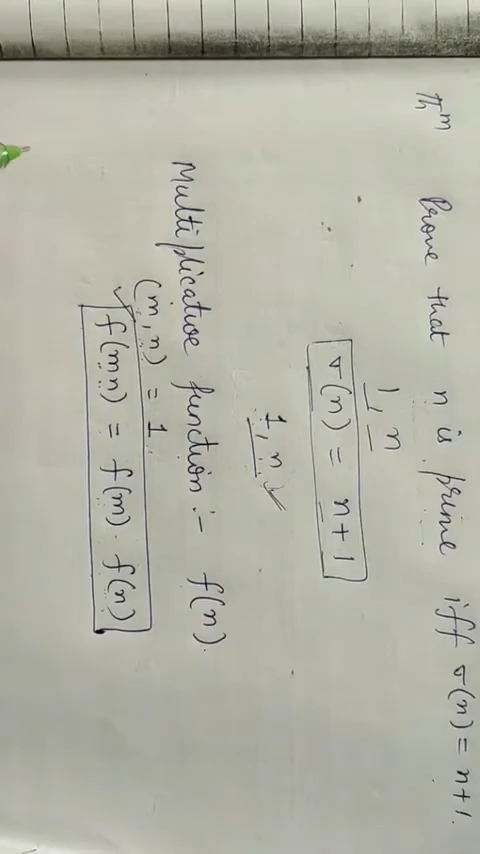 Thm Prove that n is prime iff σ(n) = n+1.
1, n
σ(n) = n+1
1, n
Multiplicative function :- f(n).
(m, n) = 1
f(mn) = f(m). f(n)